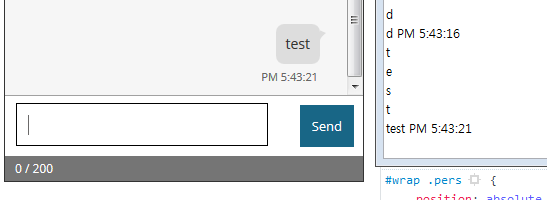 test
PM 5:43:21
Send
0 / 200
d
d PM 5:43:16
t
e
s
t
test PM 5:43:21
#wrap .pers {
position: absolute